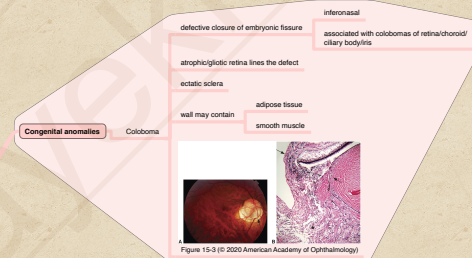 inferonasal
defective closure of embryonic fissure
associated with colobomas of retina/choroid/
ciliary body/iris
atrophic/gliotic retina lines the defect
ectatic sclera
adipose tissue
wall may contain
smooth muscle
Congenital anomalies
Coloboma
A
B
Figure 15-3 (© 2020 American Academy of Ophthalmology)